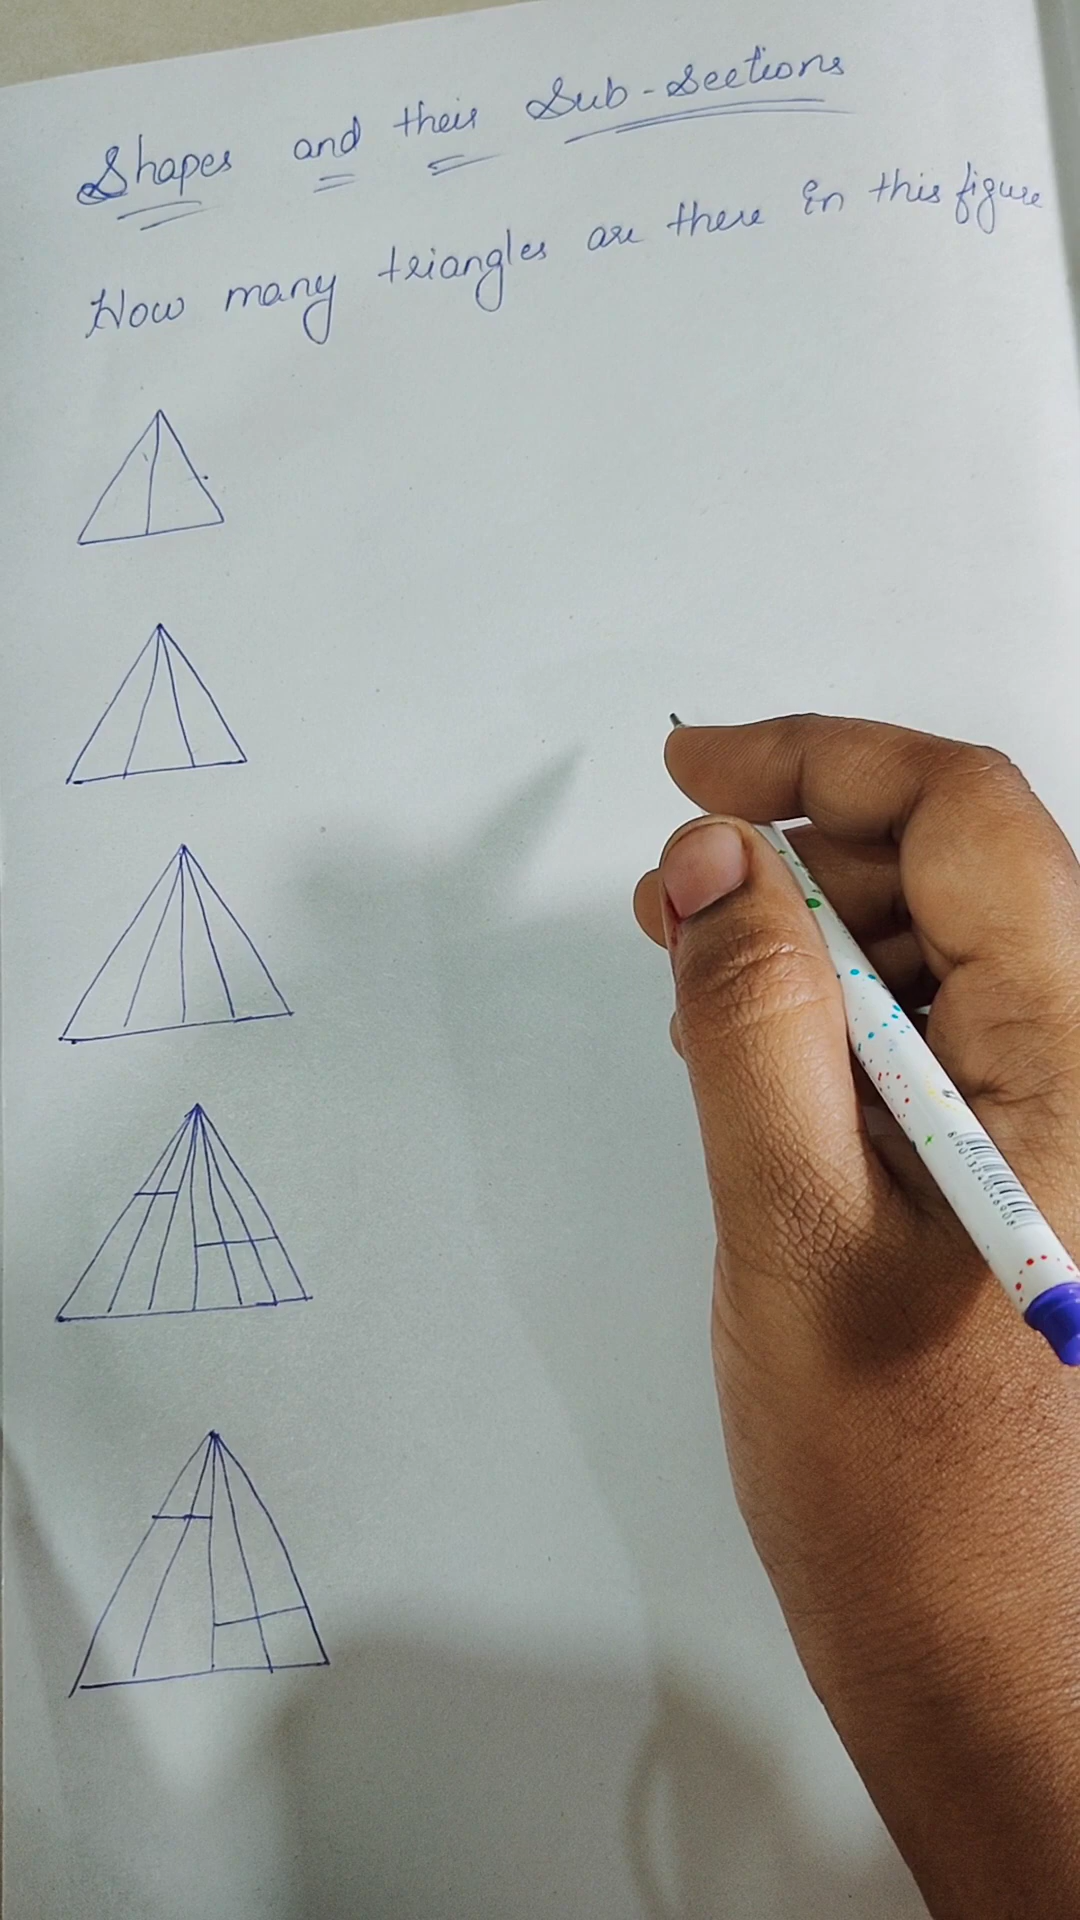 Shapes and their Sub-Sections
How many triangles are there in this figure